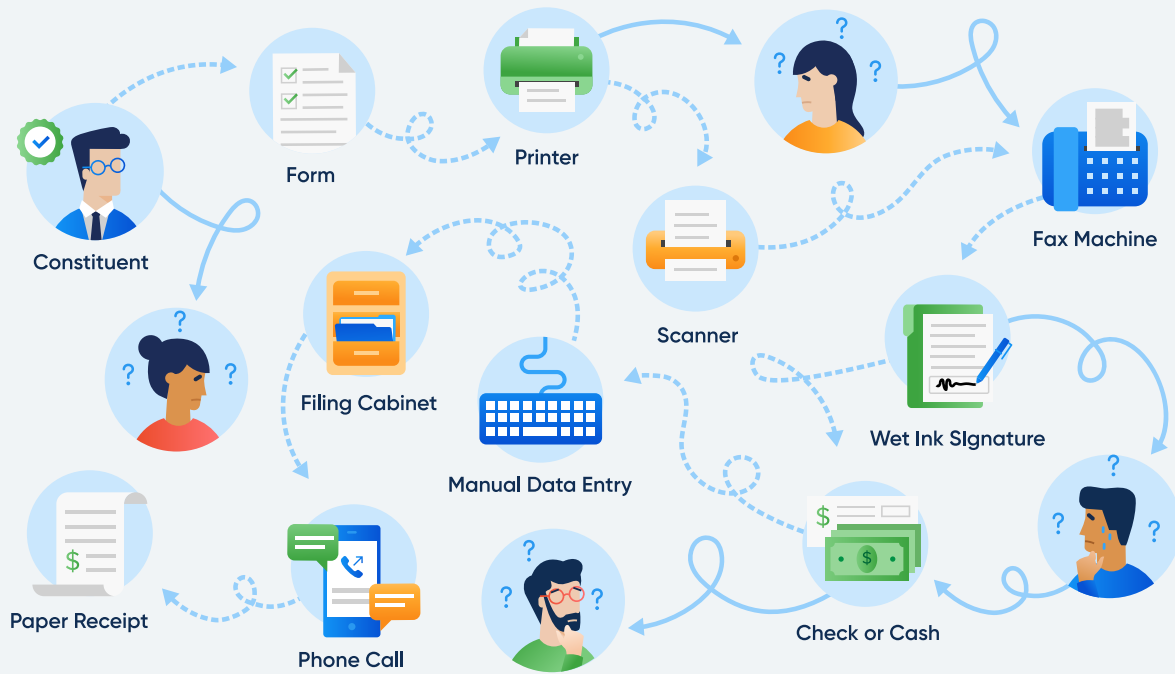 ?
?
?
$
Form
Printer
Constituent
Fax Machine
?
?
?
Scanner
Filing Cabinet
Wet Ink SIgnature
Manual Data Entry
?
?
?
$
$
?
?
?
$
Paper Receipt
Check or Cash
Phone Call